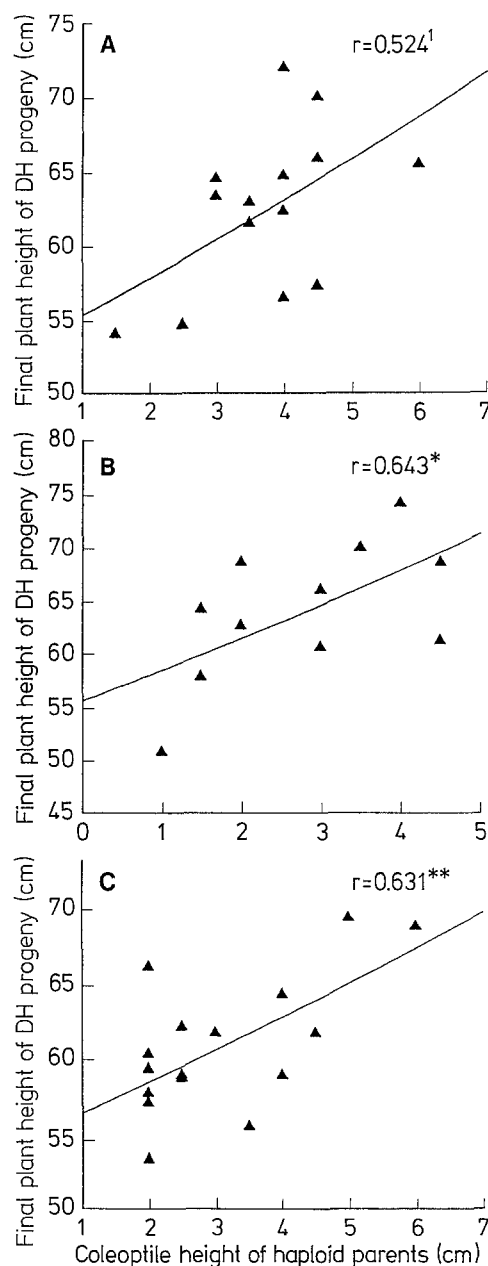 A
r=0.524¹
Final plant height of DH progeny (cm)
75
70
65
60
55
50
1 2 3 4 5 6 7
B
r=0.643*
Final plant height of DH progeny (cm)
80
75
70
65
60
55
50
45
0 1 2 3 4 5
C
r=0.631**
Final plant height of DH progeny (cm)
70
65
60
55
50
1 2 3 4 5 6 7
Coleoptile height of haploid parents (cm)